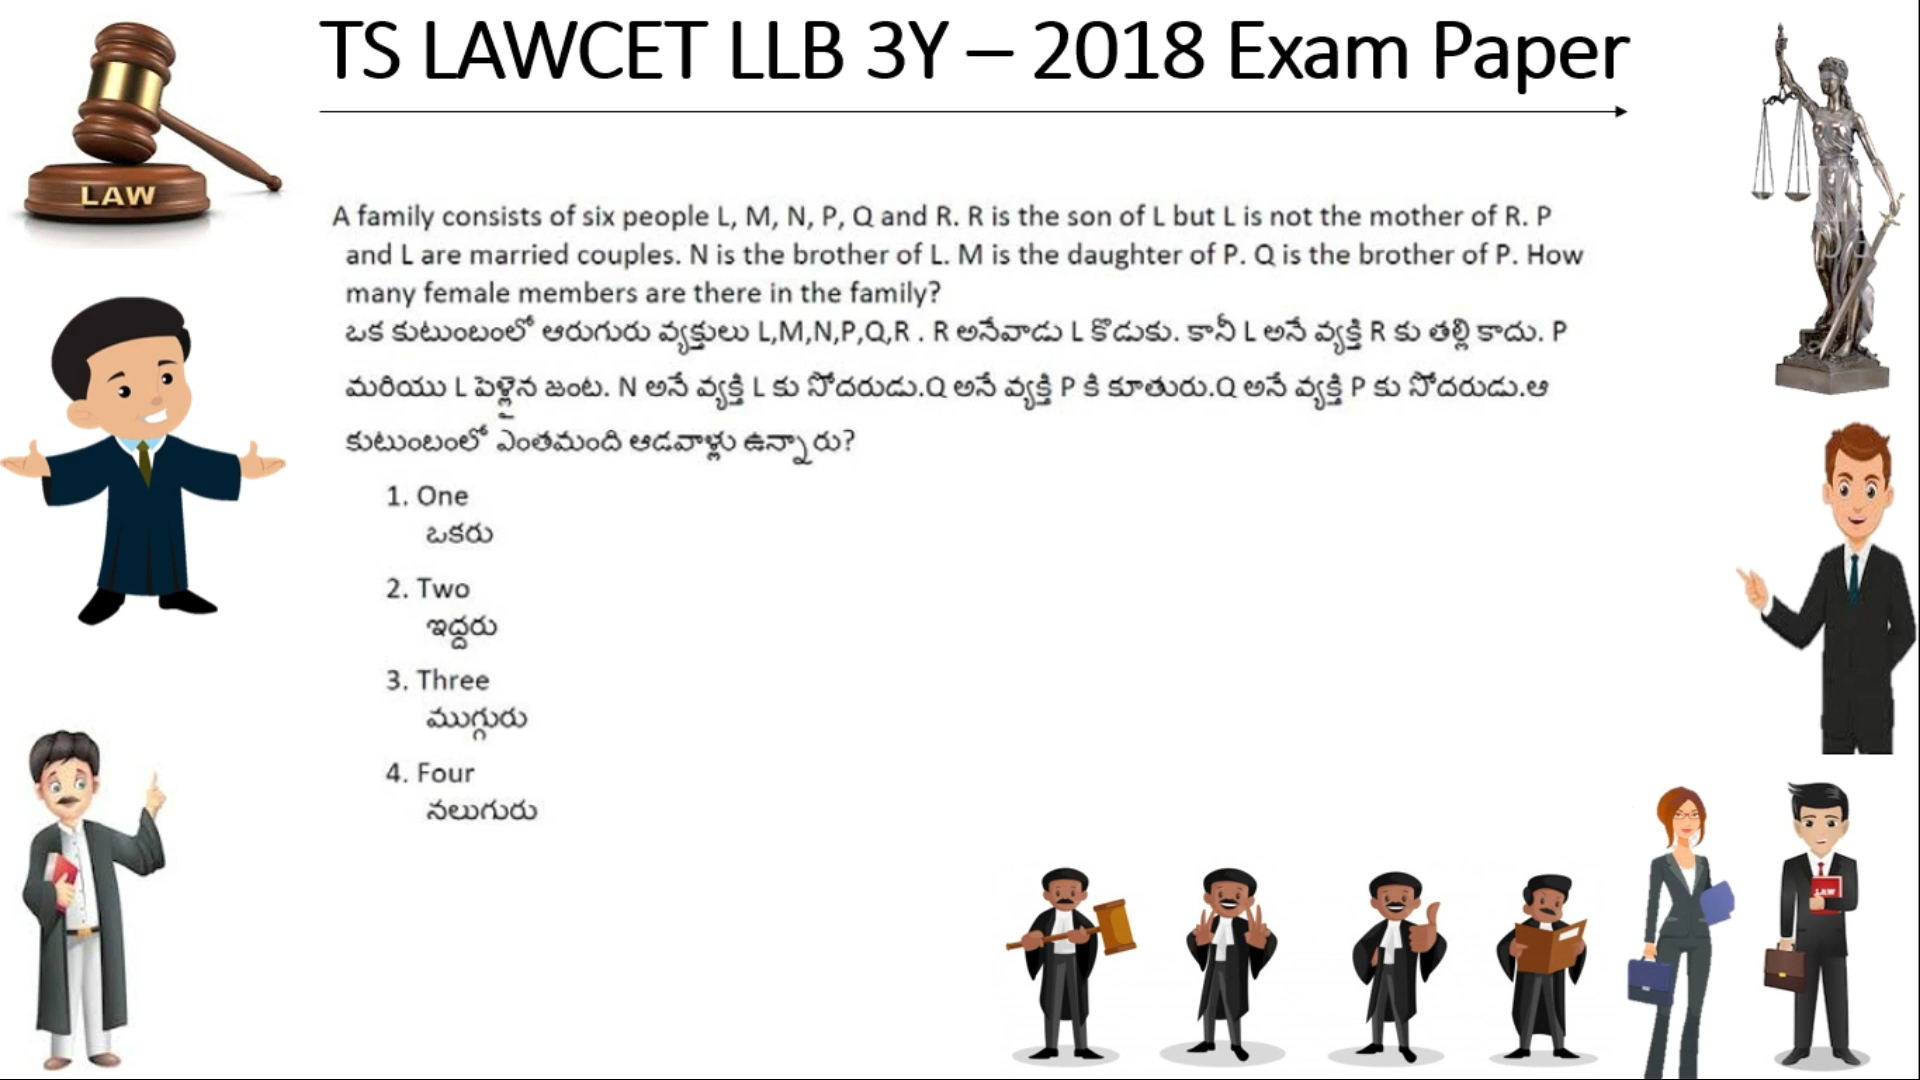 TS LAWCET LLB 3Y – 2018 Exam Paper
LAW
A family consists of six people L, M, N, P, Q and R. R is the son of L but L is not the mother of R. P
and L are married couples. N is the brother of L. M is the daughter of P. Q is the brother of P. How
many female members are there in the family?
ఒక కుటుంబంలో ఆరుగురు వ్యక్తులు L,M,N,P,Q,R . R అనేవాడు L కొడుకు. కానీ L అనే వ్యక్తి R కు తల్లి కాదు. P
మరియు L పెళ్లైన జంట. N అనే వ్యక్తి L కు సోదరుడు.Q అనే వ్యక్తి P కి కూతురు.Q అనే వ్యక్తి P కు సోదరుడు.ఆ
కుటుంబంలో ఎంతమంది ఆడవాళ్లు ఉన్నారు?
1. One
ఒకరు
2. Two
ఇద్దరు
3. Three
ముగ్గురు
4. Four
నలుగురు
LAW